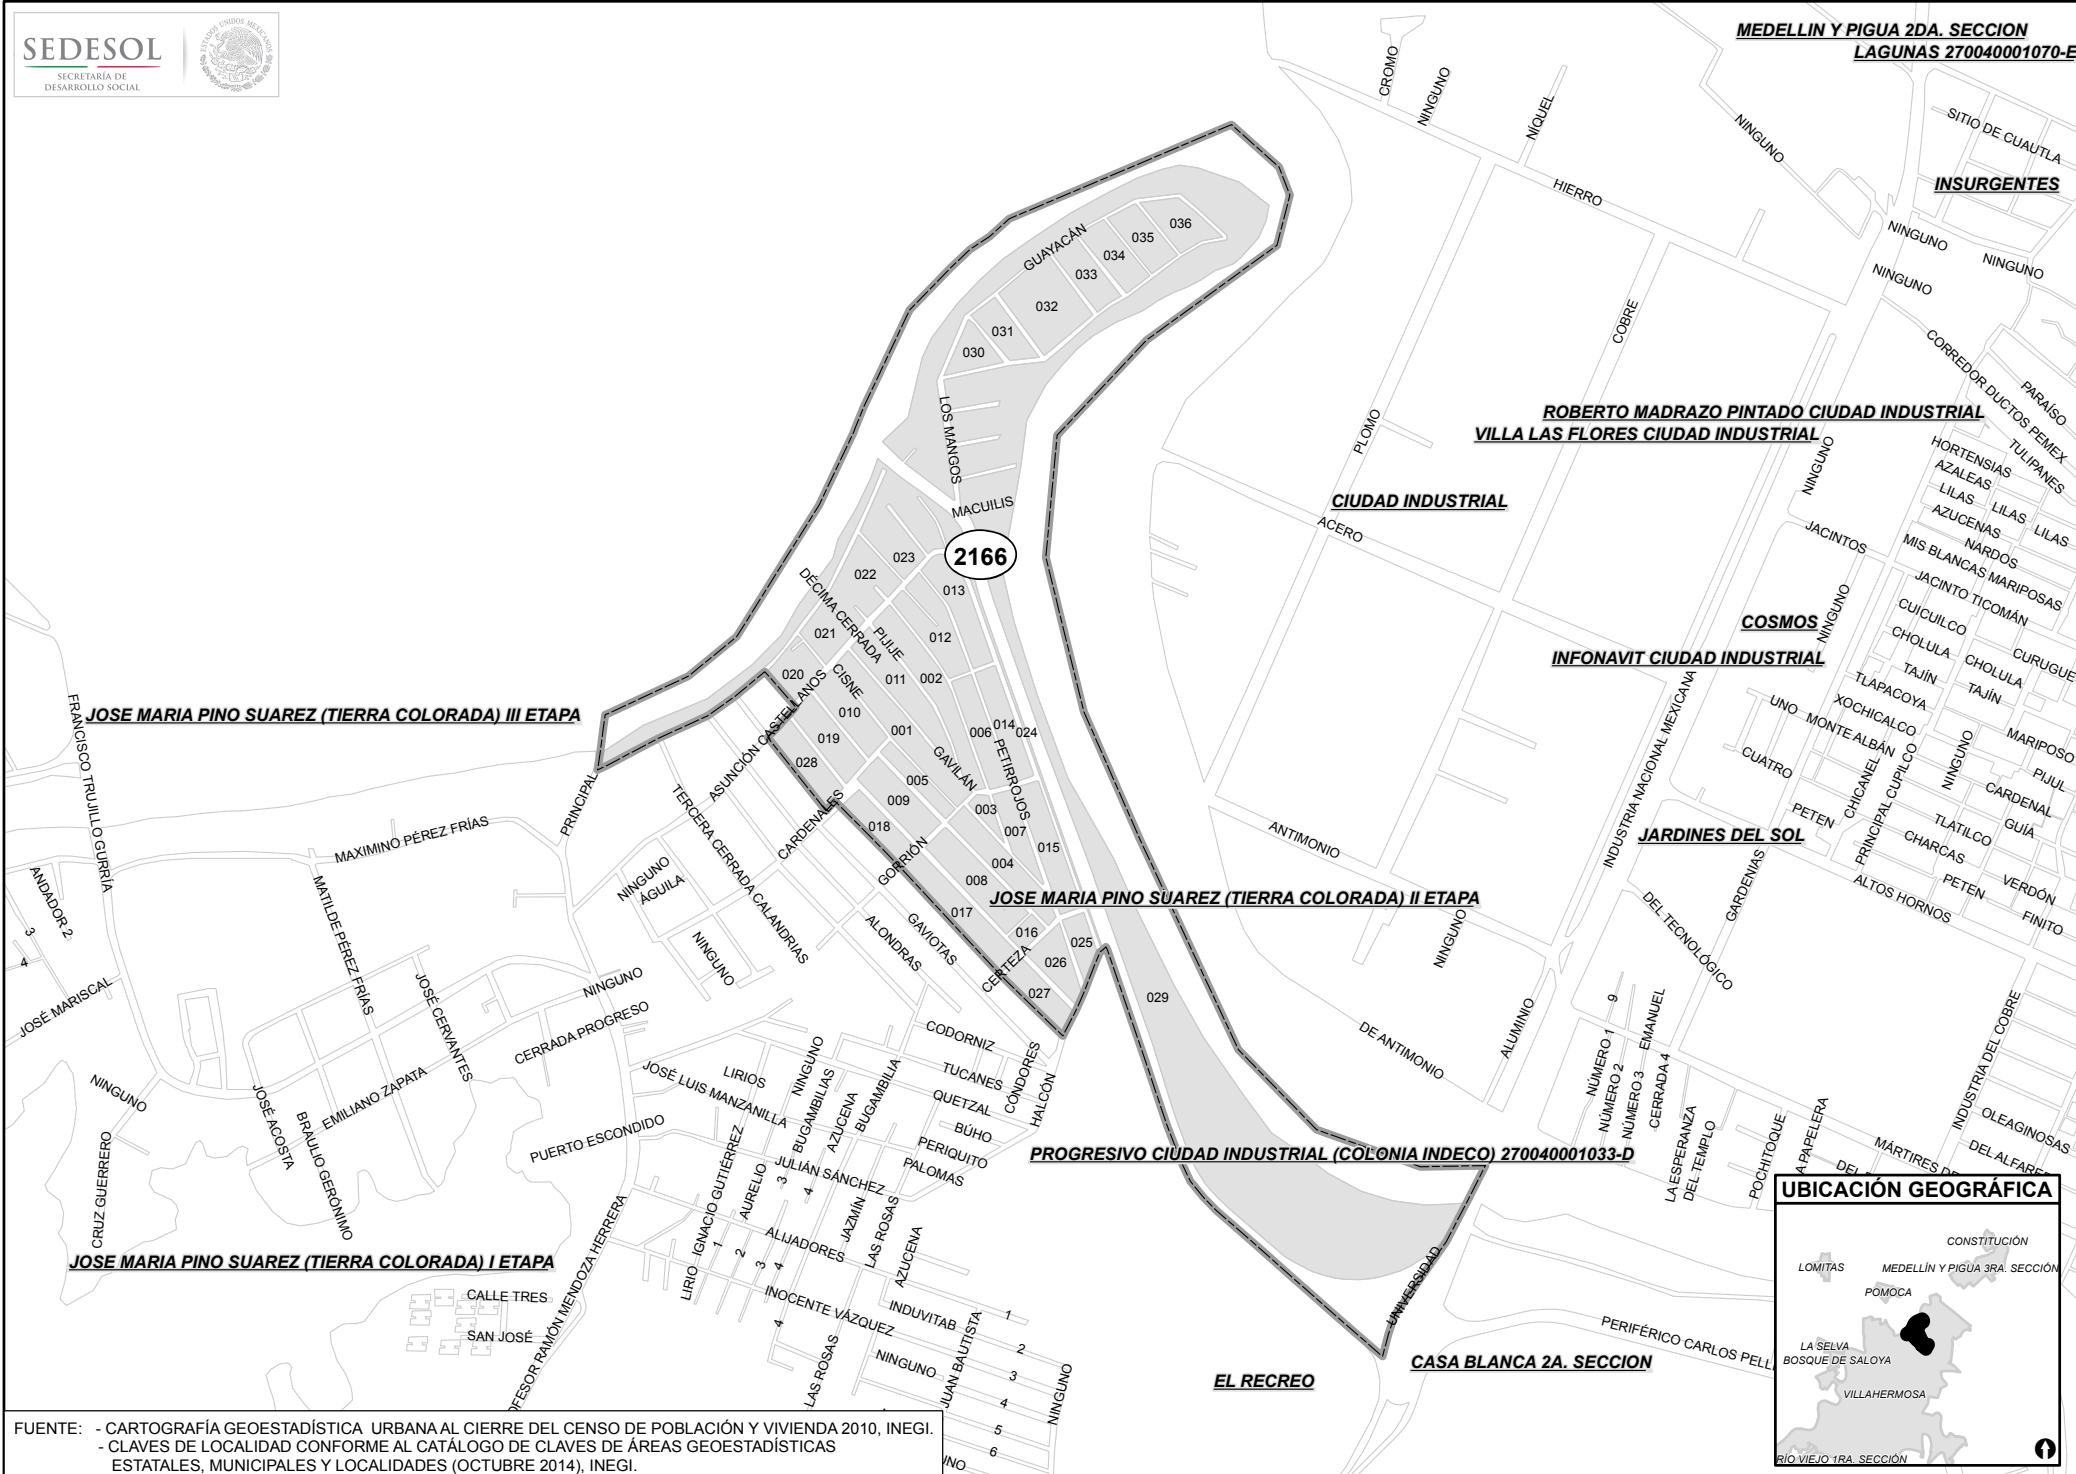 SEDESOL
SECRETARÍA DE
DESARROLLO SOCIAL
ESTADOS UNIDOS MEXICANOS
MEDELLIN Y PIGUA 2DA. SECCION
LAGUNAS 270040001070-E
CROMO
NINGUNO
NÍQUEL
HIERRO
NINGUNO
SITIO DE CUAUTLA
INSURGENTES
NINGUNO
NINGUNO
NINGUNO
GUAYACÁN
036
035
034
033
032
031
030
COBRE
CORREDOR DUCTOS PEMEX
PARAÍSO
TULIPANES
PLOMO
ROBERTO MADRAZO PINTADO CIUDAD INDUSTRIAL
VILLA LAS FLORES CIUDAD INDUSTRIAL
NINGUNO
HORTENSIAS
AZALEAS
LILAS
LILAS
LILAS
AZUCENAS
NARDOS
MIS BLANCAS MARIPOSAS
LOS MANGOS
MACUILIS
CIUDAD INDUSTRIAL
ACERO
JACINTOS
JACINTO TICOMÁN
2166
023
022
013
DÉCIMA CERRADA
PIJIJE
012
021
CISNE
011
002
020
ASUNCIÓN CASTELLANOS
010
001
019
028
006
014
024
PETIRROJOS
GAVILÁN
005
009
003
007
018
004
015
008
017
016
025
026
027
029
CARDENALES
GORRIÓN
CERTEZA
COSMOS
NINGUNO
CUICUILCO
CHOLULA
CHOLULA
CURUGUE
TAJÍN
TAJÍN
INFONAVIT CIUDAD INDUSTRIAL
TLAPACOYA
XOCHICALCO
UNO
MONTE ALBÁN
CUATRO
NINGUNO
MARIPOSO
PIJUL
CARDENAL
GUÍA
CHICANEL
PRINCIPAL CUPILCO
PETEN
TLATILCO
CHARCAS
PETEN
VERDÓN
FINITO
INDUSTRIA NACIONAL MEXICANA
JARDINES DEL SOL
ALTOS HORNOS
GARDENIAS
DEL TECNOLÓGICO
ANTIMONIO
NINGUNO
JOSE MARIA PINO SUAREZ (TIERRA COLORADA) III ETAPA
FRANCISCO TRUJILLO GURRÍA
PRINCIPAL
MAXIMINO PÉREZ FRÍAS
TERCERA CERRADA CALANDRIAS
NINGUNO
ÁGUILA
NINGUNO
ALONDRAS
GAVIOTAS
JOSE MARIA PINO SUAREZ (TIERRA COLORADA) II ETAPA
ANDADOR 2
3
4
MATILDE PÉREZ FRÍAS
JOSÉ CERVANTES
NINGUNO
JOSÉ MARISCAL
CERRADA PROGRESO
EMILIANO ZAPATA
NINGUNO
JOSÉ ACOSTA
BRAULIO GERÓNIMO
CRUZ GUERRERO
CODORNIZ
TUCANES
CÓNDORES
HALCÓN
QUETZAL
BÚHO
PERIQUITO
PALOMAS
JOSÉ LUIS MANZANILLA
LIRIOS
NINGUNO
BUGAMBILIAS
AZUCENA
BUGAMBILIA
PUERTO ESCONDIDO
IGNACIO GUTIÉRREZ
LIRIO
AURELIO
JULIÁN SÁNCHEZ
3
4
1
2
3
4
4
ALIJADORES
JAZMÍN
LAS ROSAS
AZUCENA
INOCENTE VÁZQUEZ
INDUVITAB
NINGUNO
JUAN BAUTISTA
LAS ROSAS
1
2
3
4
5
6
NINGUNO
DE ANTIMONIO
ALUMINIO
NÚMERO 1
9
NÚMERO 2
NÚMERO 3
EMANUEL
CERRADA 4
LA ESPERANZA
DEL TEMPLO
POCHITOQUE
INDUSTRIA DEL COBRE
OLEAGINOSAS
MÁRTIRES
PROGRESIVO CIUDAD INDUSTRIAL (COLONIA INDECO) 270040001033-D
JOSE MARIA PINO SUAREZ (TIERRA COLORADA) I ETAPA
CALLE TRES
SAN JOSÉ
UNIVERSIDAD
PERIFÉRICO CARLOS PELL
EL RECREO
CASA BLANCA 2A. SECCION
UBICACIÓN GEOGRÁFICA
CONSTITUCIÓN
LOMITAS
MEDELLÍN Y PIGUA 3RA. SECCIÓN
POMOCA
LA SELVA
BOSQUE DE SALOYA
VILLAHERMOSA
RÍO VIEJO 1RA. SECCIÓN
FUENTE: - CARTOGRAFÍA GEOESTADÍSTICA URBANA AL CIERRE DEL CENSO DE POBLACIÓN Y VIVIENDA 2010, INEGI.
- CLAVES DE LOCALIDAD CONFORME AL CATÁLOGO DE CLAVES DE ÁREAS GEOESTADÍSTICAS
ESTATALES, MUNICIPALES Y LOCALIDADES (OCTUBRE 2014), INEGI.